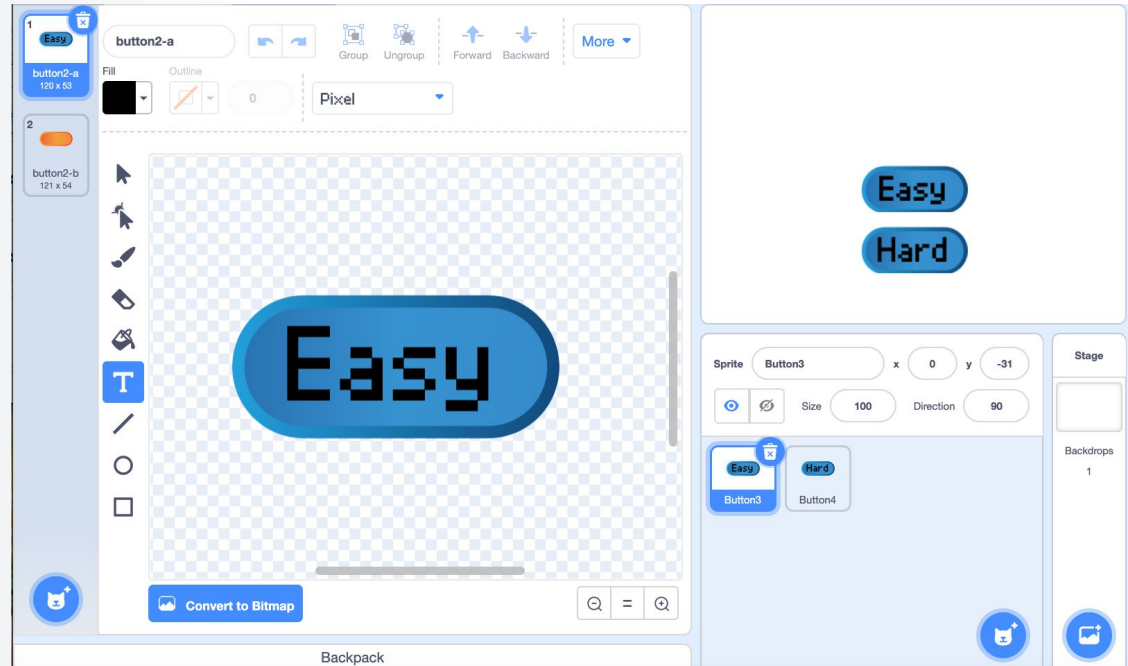 1
Easy
button2-a
120 x 53
2
button2-b
121 x 54
button2-a
Group
Ungroup
Forward
Backward
More
Fill
Outline
0
Pixel
T
Easy
Convert to Bitmap
=
Backpack
Easy
Hard
Sprite
Button3
x
0
y
-31
Size
100
Direction
90
Easy
Button3
Hard
Button4
Stage
Backdrops
1